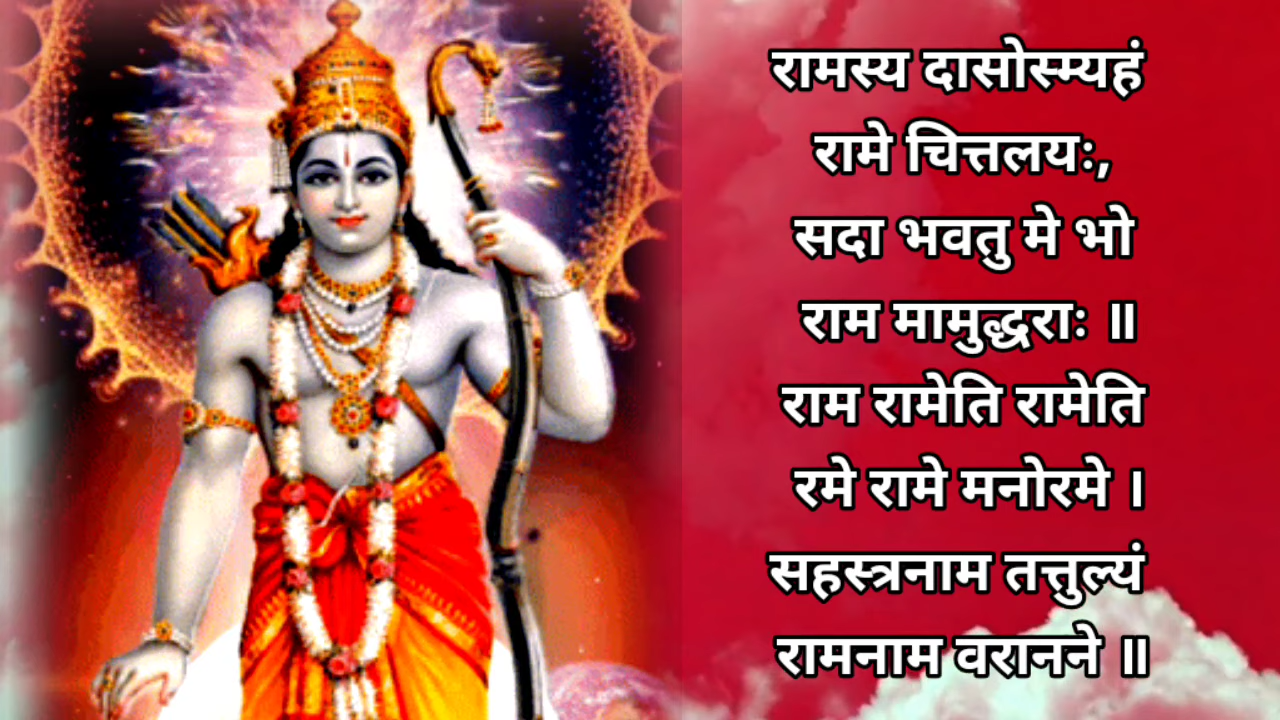 रामस्य दासोस्म्यहं
रामे चित्तलयः,
सदा भवतु मे भो
राम मामुद्धराः ॥
राम रामेति रामेति
रमे रामे मनोरमे ।
सहस्त्रनाम तत्तुल्यं
रामनाम वरानने ॥